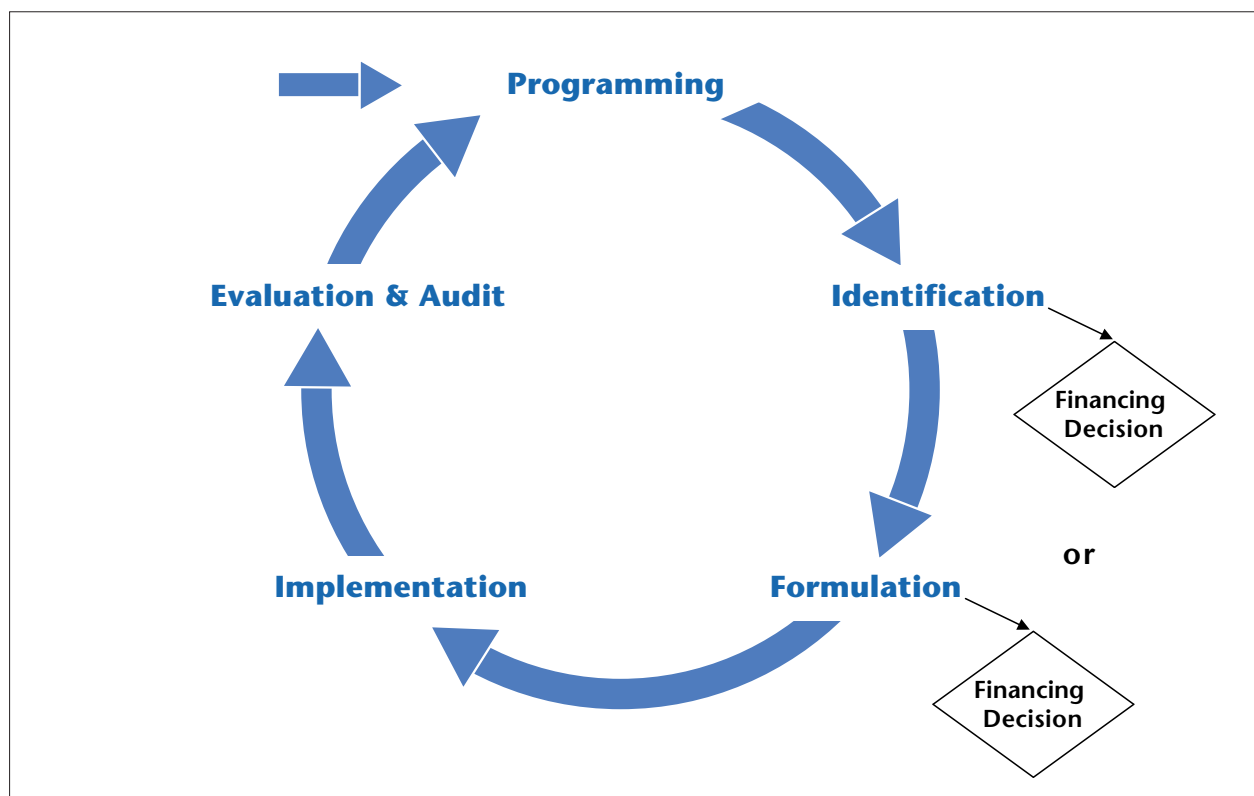 Programming
Evaluation & Audit
Identification
Financing
Decision
or
Implementation
Formulation
Financing
Decision